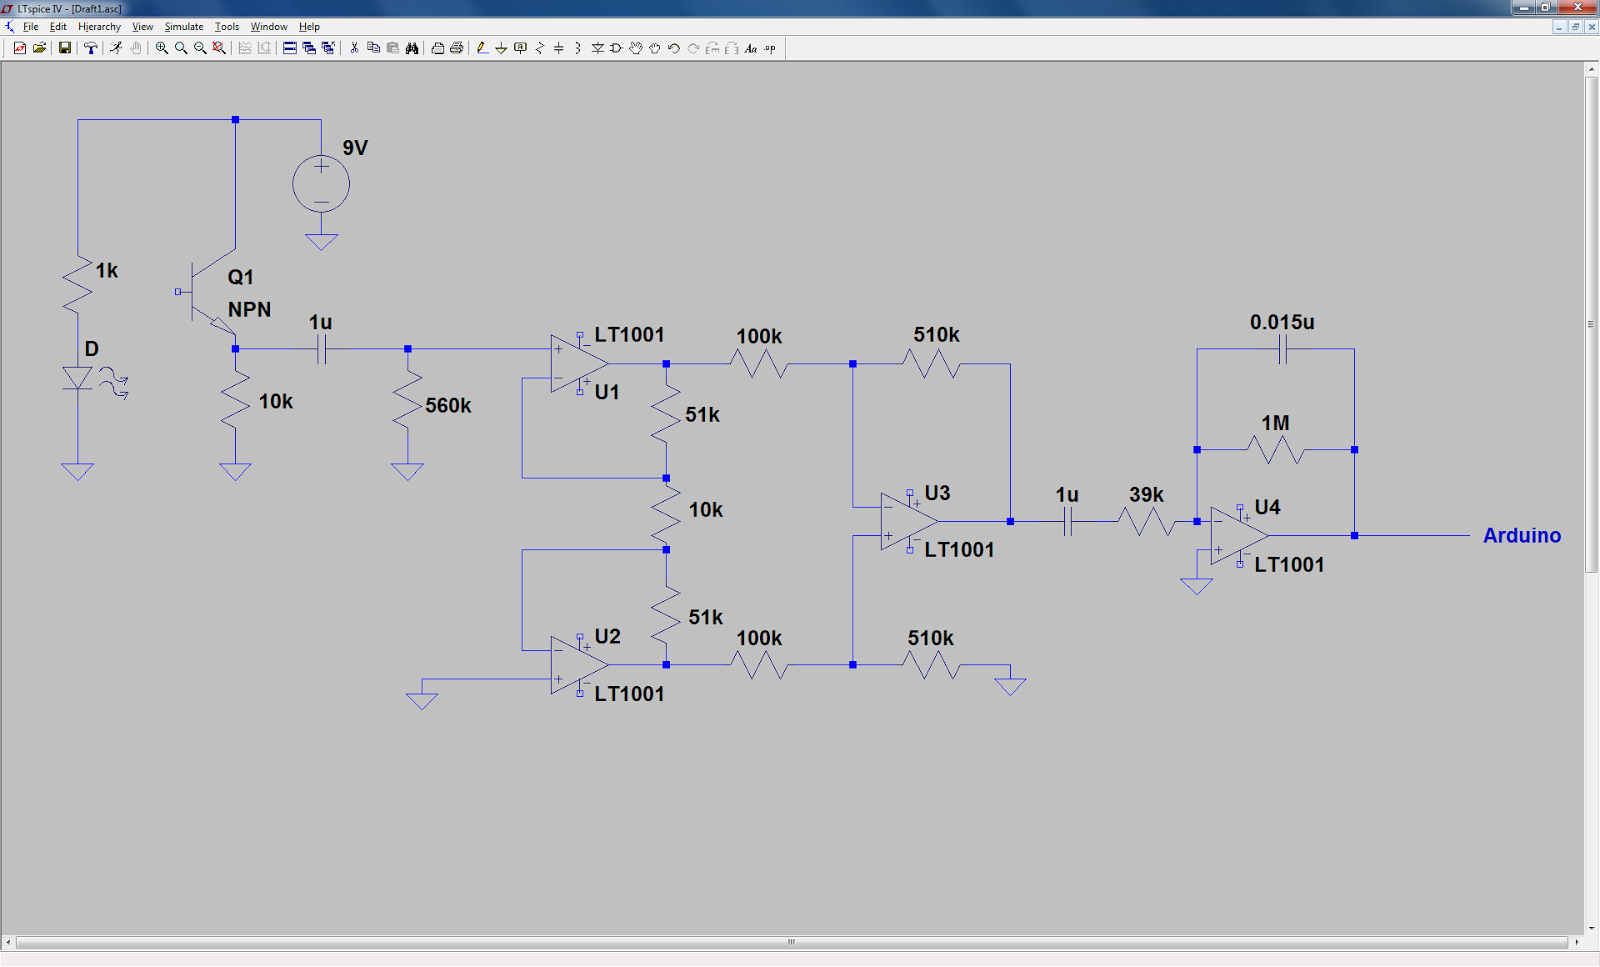 LTspice IV - [Draft1.asc]
File Edit Hierarchy View Simulate Tools Window Help
Aa .op
9V
1k
Q1
NPN
D
1u
10k
560k
LT1001
U1
100k
510k
51k
10k
51k
U2
LT1001
100k
510k
U3
LT1001
1u
39k
0.015u
1M
U4
LT1001
Arduino